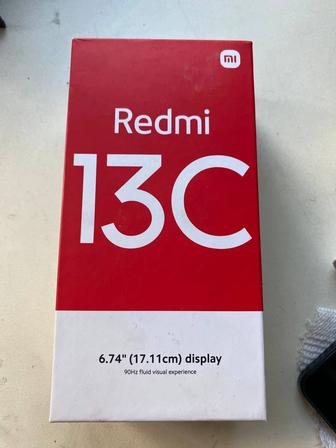 mi
Redmi
13C
6.74" (17.11cm) display
90Hz fluid visual experience